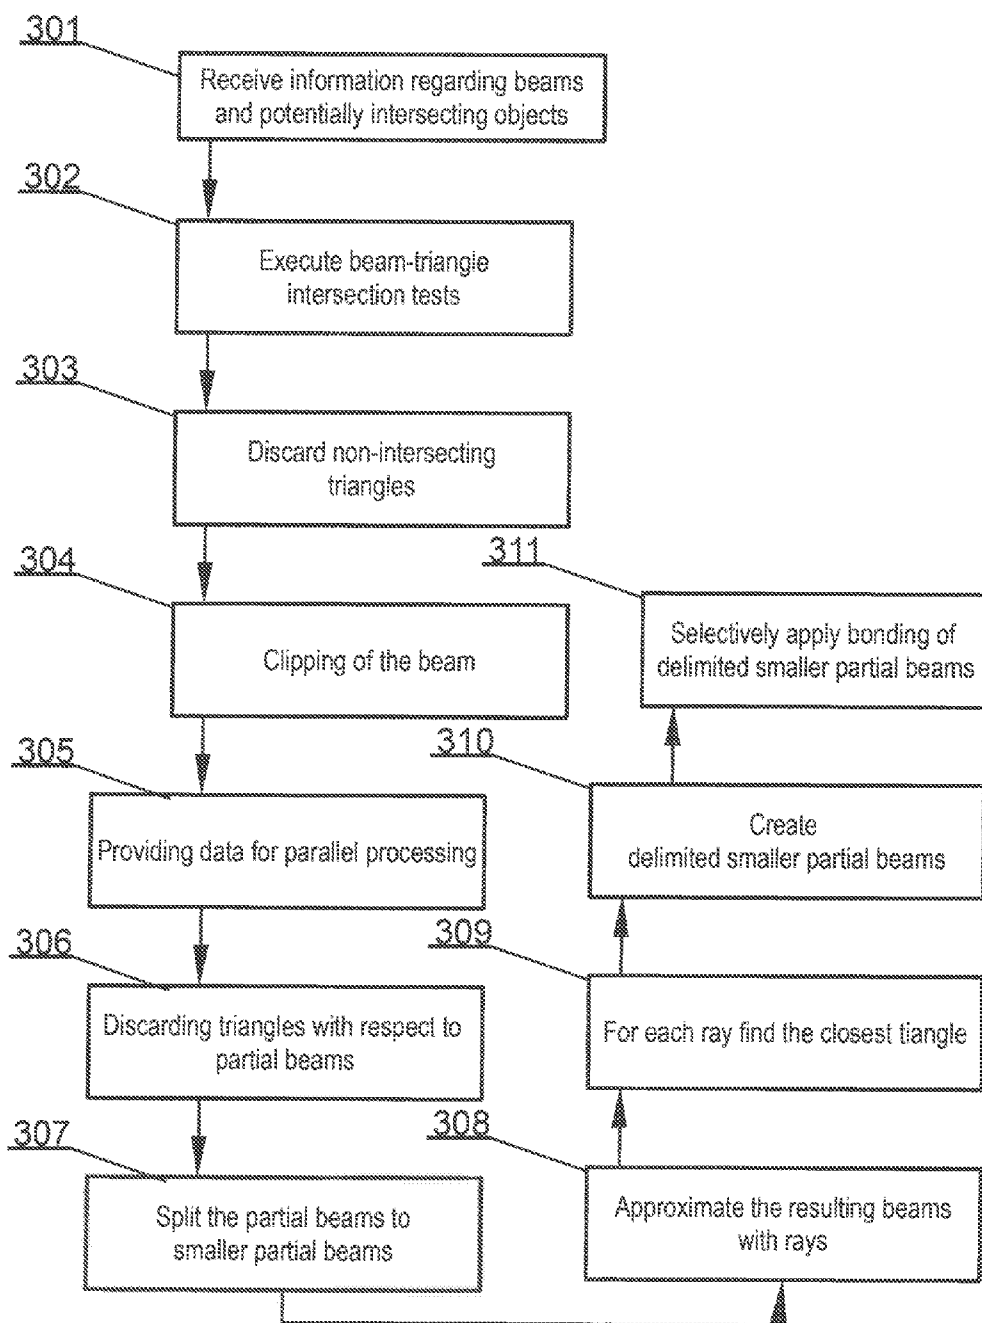 301
Receive information regarding beams
and potentially intersecting objects
302
Execute beam-triangle
intersection tests
303
Discard non-intersecting
triangles
304
Clipping of the beam
305
Providing data for parallel processing
306
Discarding triangles with respect to
partial beams
307
Split the partial beams to
smaller partial beams
308
Approximate the resulting beams
with rays
309
For each ray find the closest tiangle
310
Create
delimited smaller partial beams
311
Selectively apply bonding of
delimited smaller partial beams